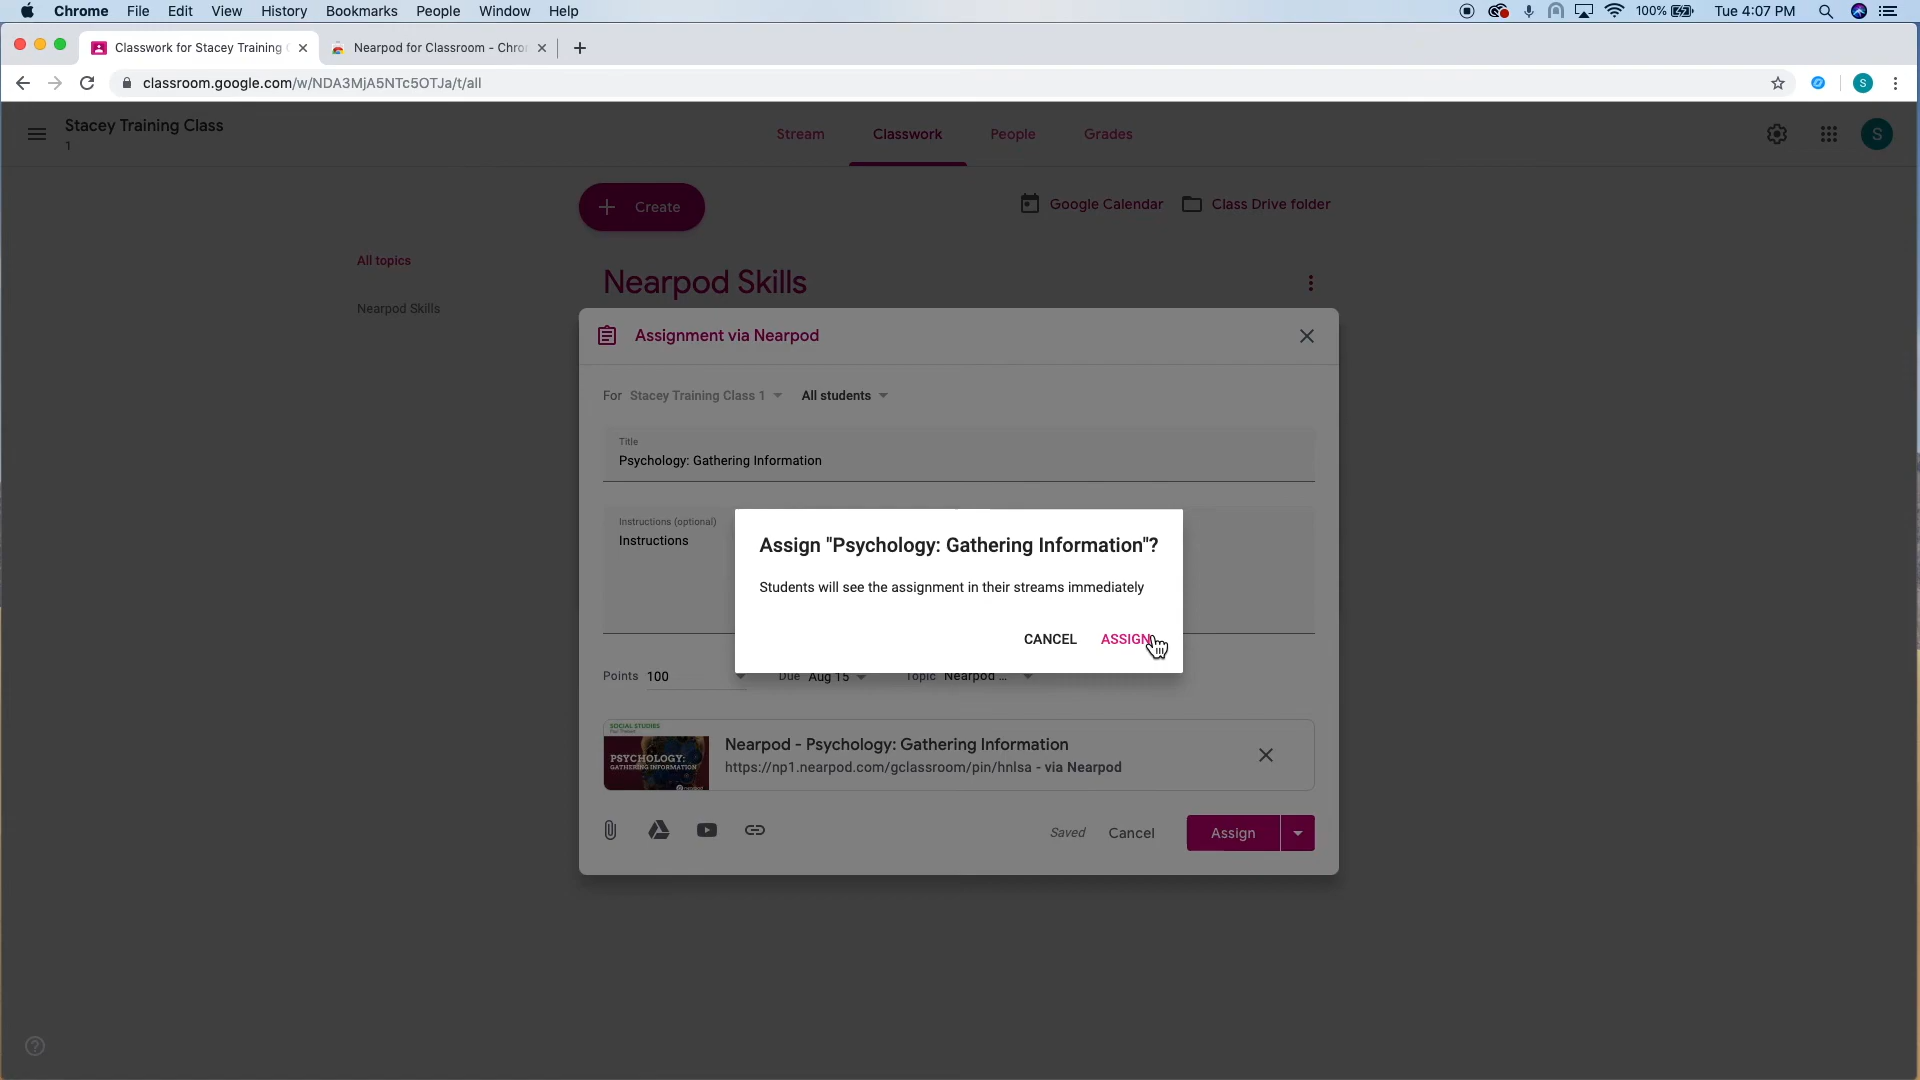 Chrome File Edit View History Bookmarks People Window Help 100% Tue 4:07 PM
Classwork for Stacey Training Nearpod for Classroom - Chro
classroom.google.com/w/NDA3MjA5NTc5OTJa/t/all S
Stacey Training Class
1
Stream Classwork People Grades S
Create Google Calendar Class Drive folder
All topics
Nearpod Skills
Nearpod Skills
Assignment via Nearpod
For Stacey Training Class 1 All students
Title
Psychology: Gathering Information
Instructions (optional)
Instructions
Assign "Psychology: Gathering Information"?
Students will see the assignment in their streams immediately
CANCEL ASSIGN
Points 100 Due Aug 15 Topic Nearpod ...
SOCIAL STUDIES
PSYCHOLOGY:
GATHERING INFORMATION
Nearpod - Psychology: Gathering Information
https://np1.nearpod.com/gclassroom/pin/hnlsa - via Nearpod
Saved Cancel Assign